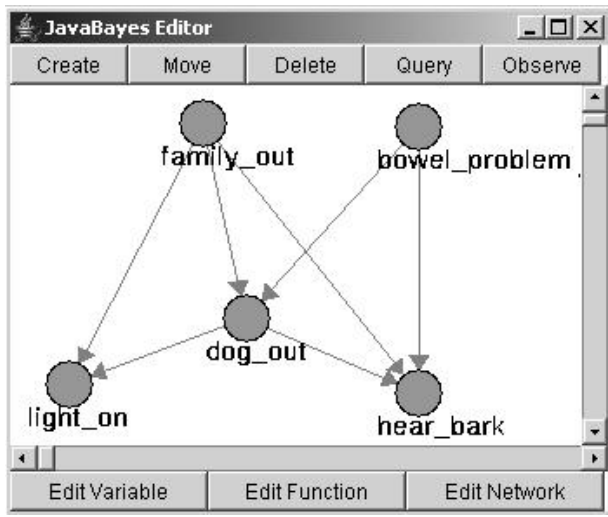 JavaBayes Editor
Create Move Delete Query Observe
family_out
bowel_problem
dog_out
light_on
hear_bark
Edit Variable Edit Function Edit Network